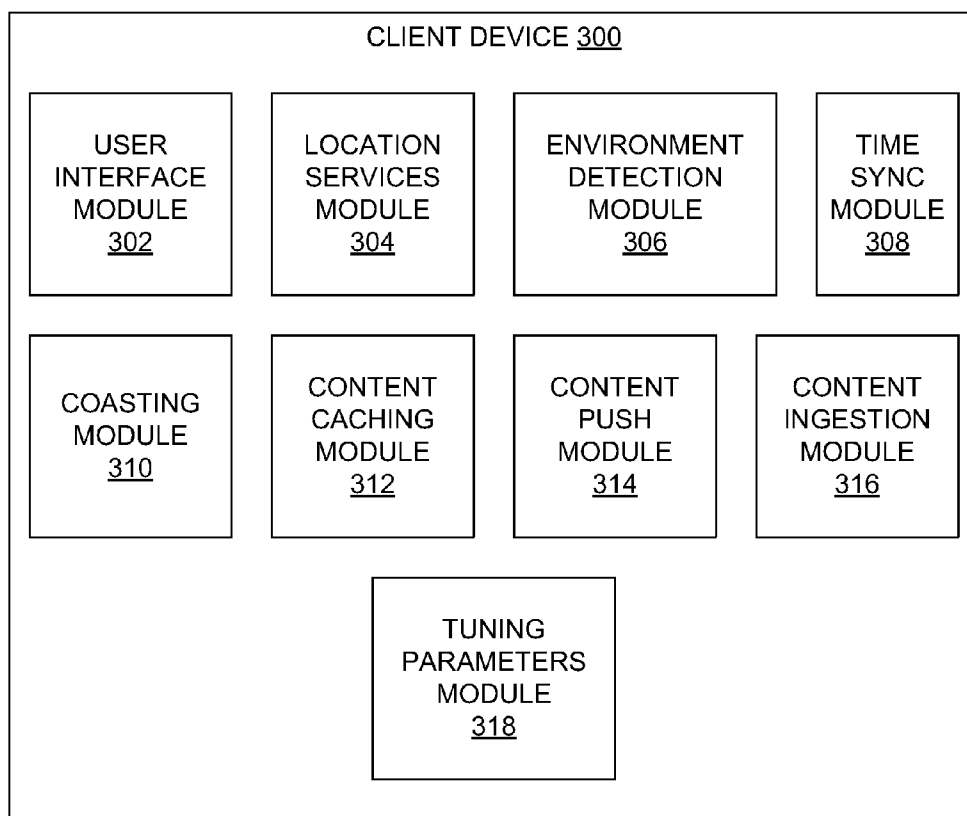 CLIENT DEVICE 300
USER
INTERFACE
MODULE
302
LOCATION
SERVICES
MODULE
304
ENVIRONMENT
DETECTION
MODULE
306
TIME
SYNC
MODULE
308
COASTING
MODULE
310
CONTENT
CACHING
MODULE
312
CONTENT
PUSH
MODULE
314
CONTENT
INGESTION
MODULE
316
TUNING
PARAMETERS
MODULE
318